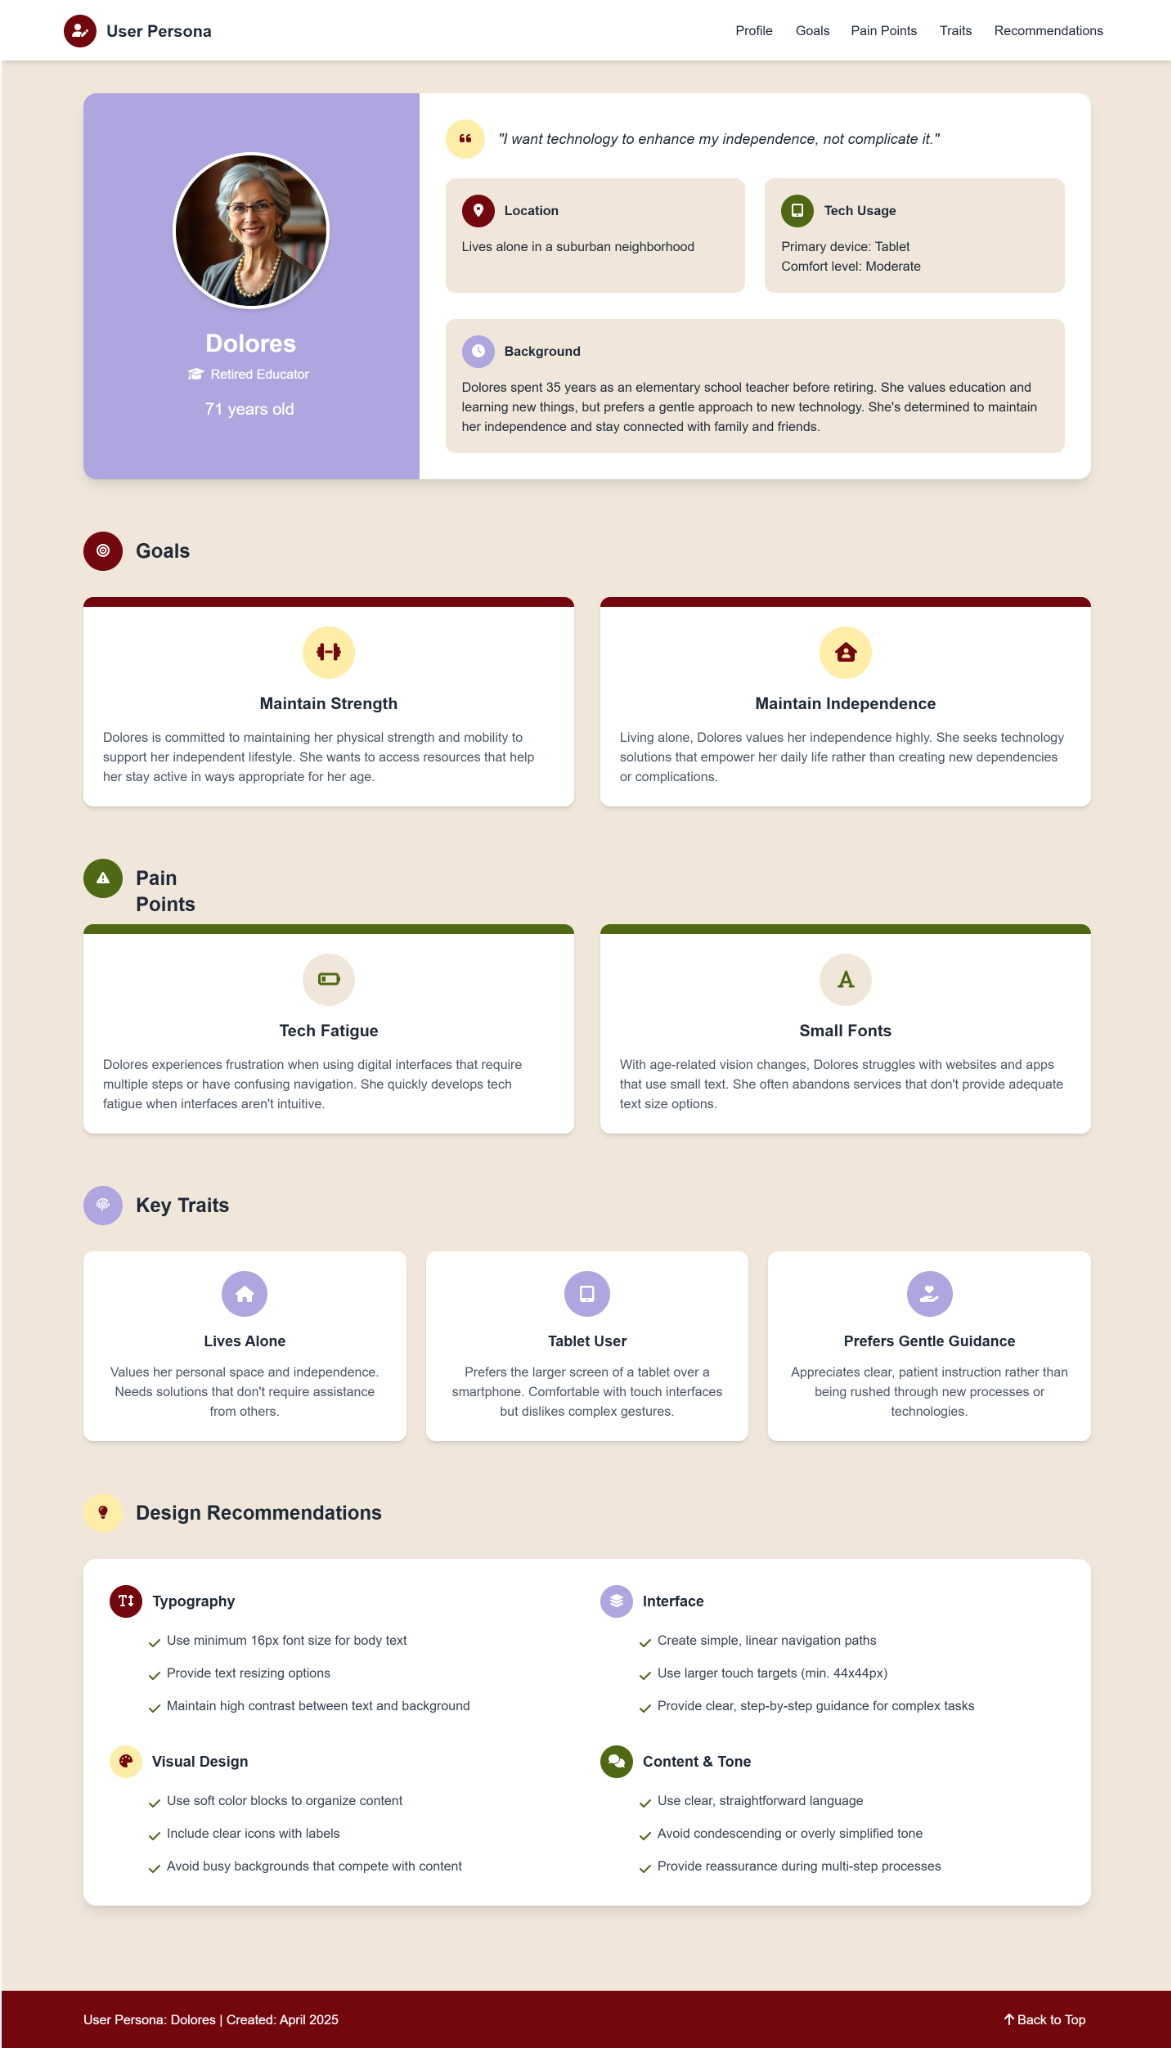 User Persona
Profile
Goals
Pain Points
Traits
Recommendations
"I want technology to enhance my independence, not complicate it."
Dolores
Retired Educator
71 years old
Location
Lives alone in a suburban neighborhood
Tech Usage
Primary device: Tablet
Comfort level: Moderate
Background
Dolores spent 35 years as an elementary school teacher before retiring. She values education and
learning new things, but prefers a gentle approach to new technology. She's determined to maintain
her independence and stay connected with family and friends.
Goals
Maintain Strength
Dolores is committed to maintaining her physical strength and mobility to
support her independent lifestyle. She wants to access resources that help
her stay active in ways appropriate for her age.
Maintain Independence
Living alone, Dolores values her independence highly. She seeks technology
solutions that empower her daily life rather than creating new dependencies
or complications.
Pain
Points
Tech Fatigue
Dolores experiences frustration when using digital interfaces that require
multiple steps or have confusing navigation. She quickly develops tech
fatigue when interfaces aren't intuitive.
Small Fonts
With age-related vision changes, Dolores struggles with websites and apps
that use small text. She often abandons services that don't provide adequate
text size options.
Key Traits
Lives Alone
Values her personal space and independence.
Needs solutions that don't require assistance
from others.
Tablet User
Prefers the larger screen of a tablet over a
smartphone. Comfortable with touch interfaces
but dislikes complex gestures.
Prefers Gentle Guidance
Appreciates clear, patient instruction rather than
being rushed through new processes or
technologies.
Design Recommendations
Typography
Use minimum 16px font size for body text
Provide text resizing options
Maintain high contrast between text and background
Interface
Create simple, linear navigation paths
Use larger touch targets (min. 44x44px)
Provide clear, step-by-step guidance for complex tasks
Visual Design
Use soft color blocks to organize content
Include clear icons with labels
Avoid busy backgrounds that compete with content
Content & Tone
Use clear, straightforward language
Avoid condescending or overly simplified tone
Provide reassurance during multi-step processes
User Persona: Dolores | Created: April 2025
Back to Top